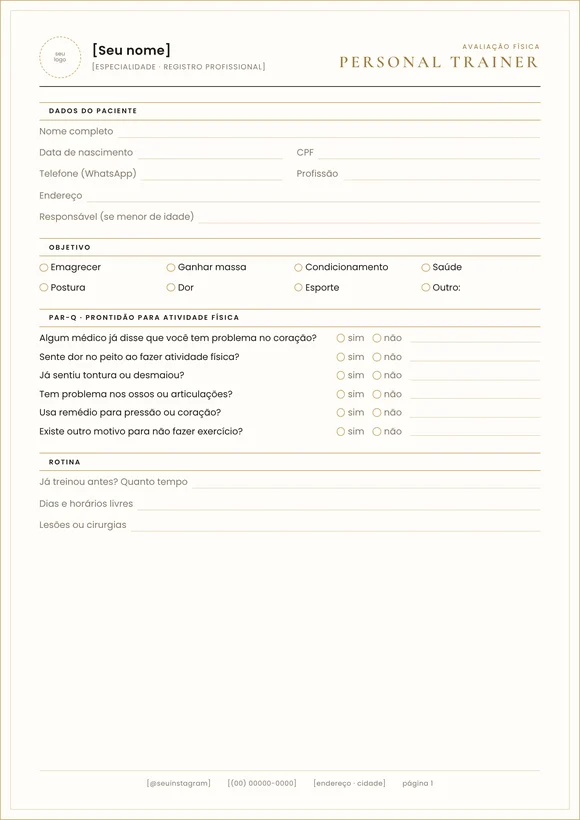 seu
logo
[Seu nome]
[ESPECIALIDADE · REGISTRO PROFISSIONAL]
AVALIAÇÃO FÍSICA
PERSONAL TRAINER
DADOS DO PACIENTE
Nome completo
Data de nascimento CPF
Telefone (WhatsApp) Profissão
Endereço
Responsável (se menor de idade)
OBJETIVO
Emagrecer Ganhar massa Condicionamento Saúde
Postura Dor Esporte Outro:
PAR-Q · PRONTIDÃO PARA ATIVIDADE FÍSICA
Algum médico já disse que você tem problema no coração? sim não
Sente dor no peito ao fazer atividade física? sim não
Já sentiu tontura ou desmaiou? sim não
Tem problema nos ossos ou articulações? sim não
Usa remédio para pressão ou coração? sim não
Existe outro motivo para não fazer exercício? sim não
ROTINA
Já treinou antes? Quanto tempo
Dias e horários livres
Lesões ou cirurgias
[@seuinstagram] [(00) 00000-0000] [endereço · cidade] página 1